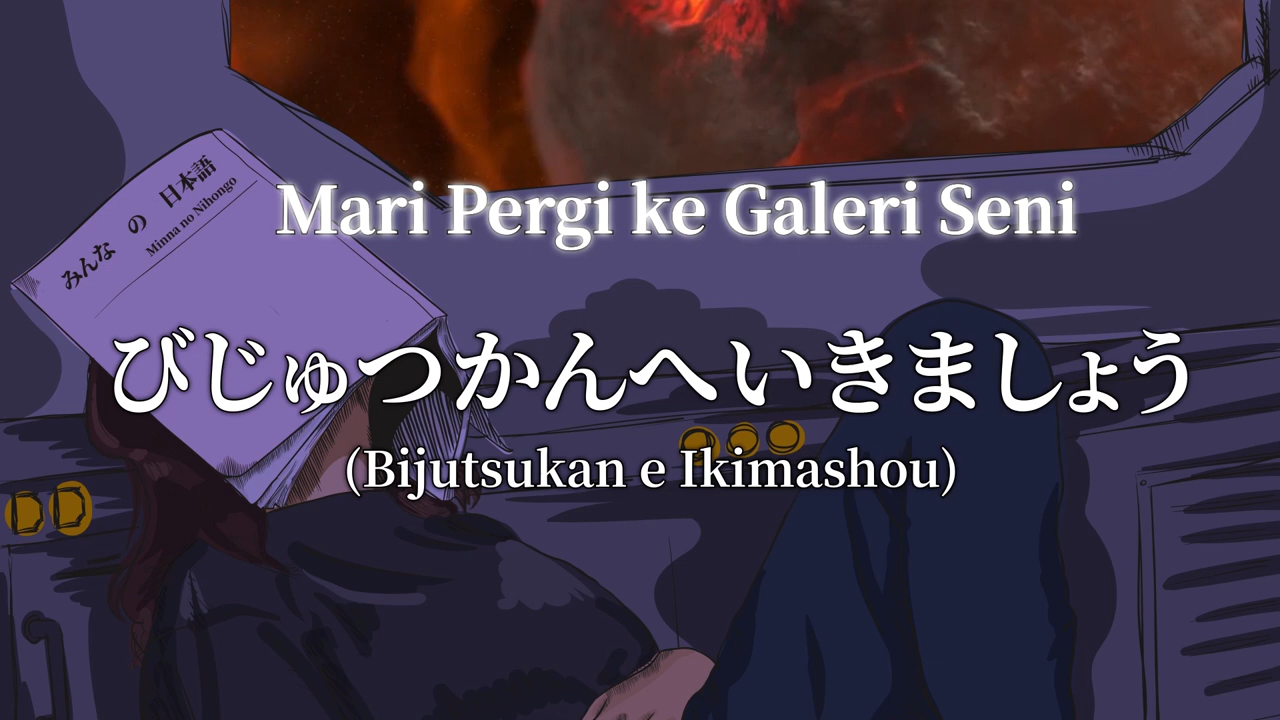 みんな の 日本語
Minna no Nihongo
Mari Pergi ke Galeri Seni
びじゅつかんへいきましょう
(Bijutsukan e Ikimashou)